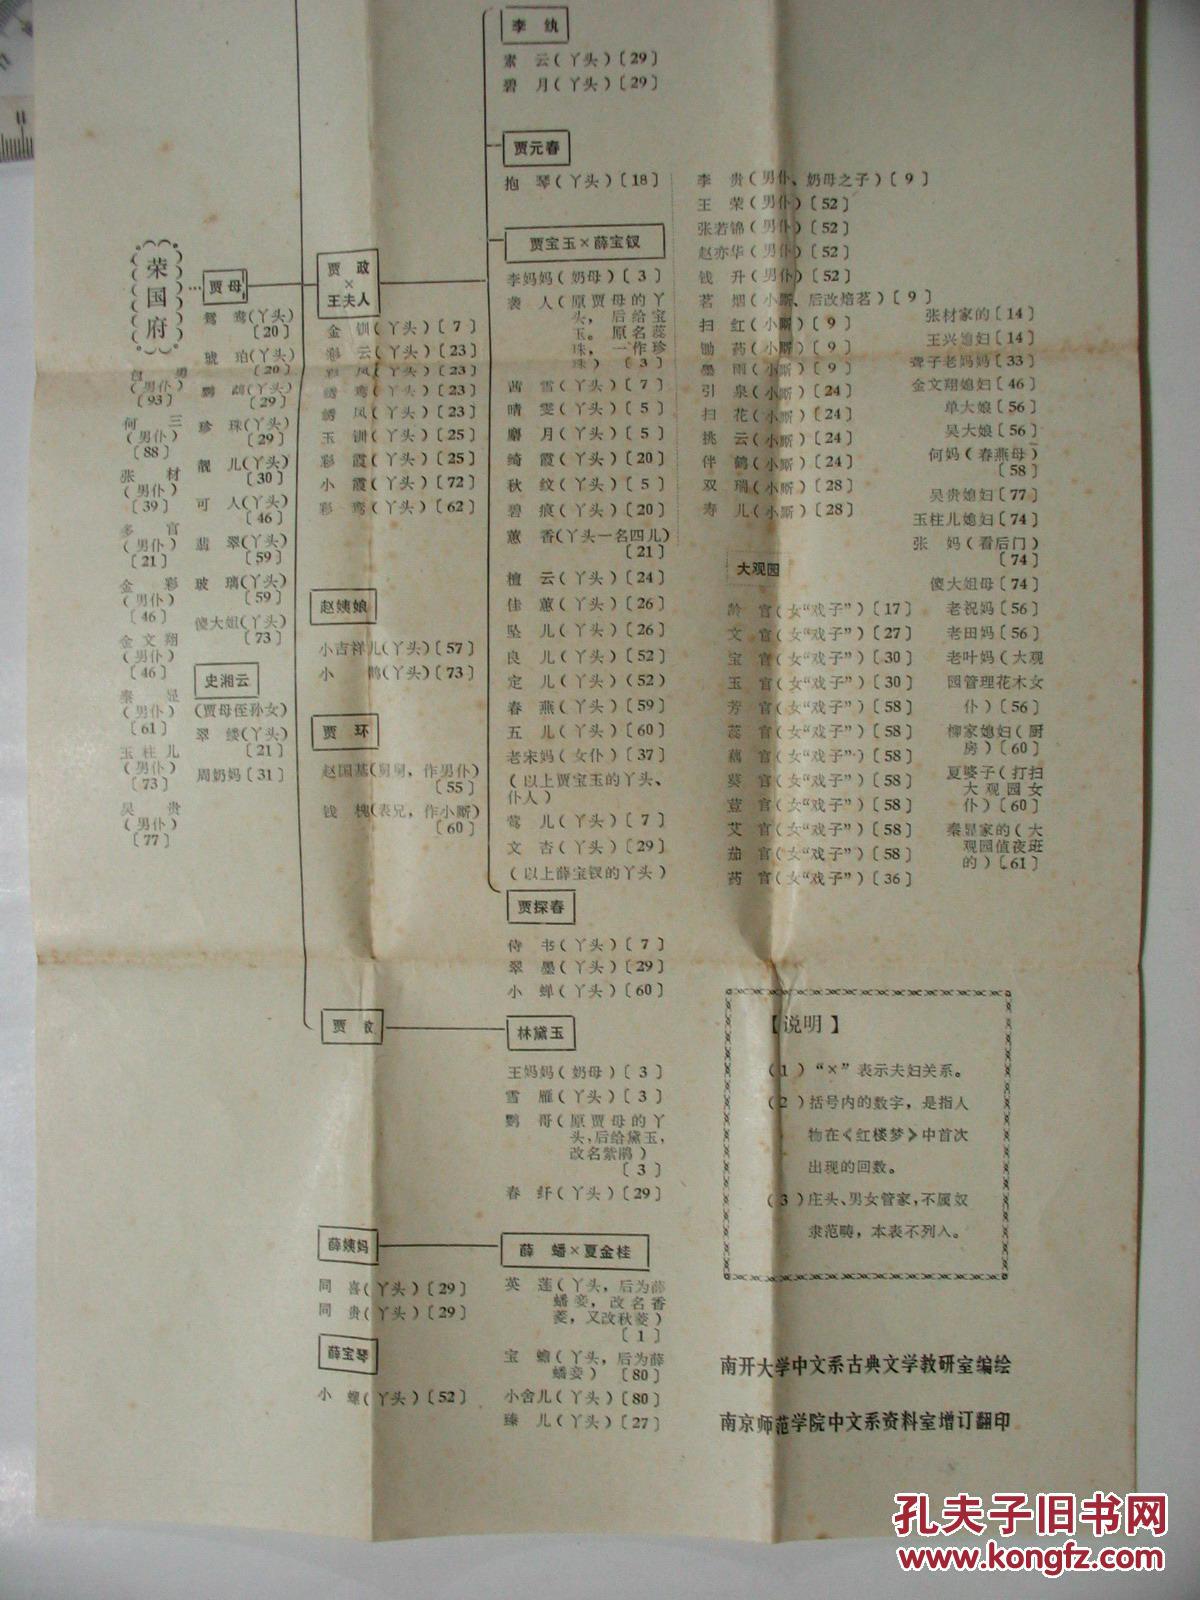 李　纨
素　云(丫头)〔29〕
碧　月(丫头)〔29〕
贾元春
抱　琴(丫头)〔18〕
贾宝玉×薛宝钗
李妈妈(奶母)〔3〕
袭　人(原贾母的丫
头，后给宝
玉。原名蕊
珠，一作珍
珠)〔3〕
茜　雪(丫头)〔7〕
晴　雯(丫头)〔5〕
麝　月(丫头)〔5〕
绮　霞(丫头)〔20〕
秋　纹(丫头)〔5〕
碧　痕(丫头)〔20〕
蕙　香(丫头一名四儿)
〔21〕
檀　云(丫头)〔24〕
佳　蕙(丫头)〔26〕
坠　儿(丫头)〔26〕
良　儿(丫头)〔52〕
定　儿(丫头)(52)
春　燕(丫头)〔59〕
五　儿(丫头)〔60〕
老宋妈(女仆)〔37〕
(以上贾宝玉的丫头、
仆人)
莺　儿(丫头)〔7〕
文　杏(丫头)〔29〕
(以上薛宝钗的丫头)
贾探春
侍　书(丫头)〔7〕
翠　墨(丫头)〔29〕
小　蝉(丫头)〔60〕
林黛玉
王妈妈(奶母)〔3〕
雪　雁(丫头)〔3〕
鹦　哥(原贾母的丫
头,后给黛玉,
改名紫鹃)
〔3〕
春　纤(丫头)〔29〕
薛　蟠×夏金桂
英　莲(丫头,后为薛
蟠妾，改名香
菱，又改秋菱)
〔1〕
宝　蟾(丫头,后为薛
蟠妾)〔80〕
小舍儿(丫头)〔80〕
臻　儿(丫头)〔27〕
荣国府
贾母
鸳　鸯(丫头)
〔20〕
琥　珀(丫头)
〔20〕
鹦　鹉(丫头)
〔29〕
珍　珠(丫头)
〔29〕
靓　儿(丫头)
〔30〕
可　人(丫头)
〔46〕
翡　翠(丫头)
〔59〕
玻　璃(丫头)
〔59〕
傻大姐(丫头)
〔73〕
史湘云
(贾母侄孙女)
翠　缕(丫头)
〔21〕
周奶妈〔31〕
包　勇
(男仆)
〔93〕
何　三
(男仆)
〔88〕
张　材
(男仆)
〔39〕
多　官
(男仆)
〔21〕
金　彩
(男仆)
〔46〕
金文翔
(男仆)
〔46〕
秦　显
(男仆)
〔61〕
玉柱儿
(男仆)
〔73〕
吴　贵
(男仆)
〔77〕
贾　政
×
王夫人
金　钏(丫头)〔7〕
彩　云(丫头)〔23〕
彩　凤(丫头)〔23〕
绣　鸾(丫头)〔23〕
绣　凤(丫头)〔23〕
玉　钏(丫头)〔25〕
彩　霞(丫头)〔25〕
小　霞(丫头)〔72〕
彩　鸾(丫头)〔62〕
赵姨娘
小吉祥儿(丫头)〔57〕
小　鹊(丫头)〔73〕
贾　环
赵国基(舅舅，作男仆)
〔55〕
钱　槐(表兄，作小厮)
〔60〕
贾　敏
薛姨妈
同　喜(丫头)〔29〕
同　贵(丫头)〔29〕
薛宝琴
小　螺(丫头)〔52〕
李　贵(男仆、奶母之子)〔9〕
王　荣(男仆)〔52〕
张若锦(男仆)〔52〕
赵亦华(男仆)〔52〕
钱　升(男仆)〔52〕
茗　烟(小厮、后改焙茗)〔9〕
扫　红(小厮)〔9〕
锄　药(小厮)〔9〕
墨　雨(小厮)〔9〕
引　泉(小厮)〔24〕
扫　花(小厮)〔24〕
挑　云(小厮)〔24〕
伴　鹤(小厮)〔24〕
双　瑞(小厮)〔28〕
寿　儿(小厮)〔28〕
大观园
龄　官(女“戏子”)〔17〕
文　官(女“戏子”)〔27〕
宝　官(女“戏子”)〔30〕
玉　官(女“戏子”)〔30〕
芳　官(女“戏子”)〔58〕
蕊　官(女“戏子”)〔58〕
藕　官(女“戏子”)〔58〕
葵　官(女“戏子”)〔58〕
荳　官(女“戏子”)〔58〕
艾　官(女“戏子”)〔58〕
茄　官(女“戏子”)〔58〕
药　官(女“戏子”)〔36〕
张材家的〔14〕
王兴媳妇〔14〕
聋子老妈妈〔33〕
金文翔媳妇〔46〕
单大娘〔56〕
吴大娘〔56〕
何妈(春燕母)
〔58〕
吴贵媳妇〔77〕
玉柱儿媳妇〔74〕
张　妈(看后门)
〔74〕
傻大姐母〔74〕
老祝妈〔56〕
老田妈〔56〕
老叶妈(大观
园管理花木女
仆)〔56〕
柳家媳妇(厨
房)〔60〕
夏婆子(打扫
大观园女
仆)〔60〕
秦显家的(大
观园值夜班
的)〔61〕
【说明】
(1)“×”表示夫妇关系。
(2)括号内的数字，是指人
物在《红楼梦》中首次
出现的回数。
(3)庄头、男女管家,不属奴
隶范畴，本表不列入。
南开大学中文系古典文学教研室编绘
南京师范学院中文系资料室增订翻印
孔夫子旧书网
www.kongfz.com